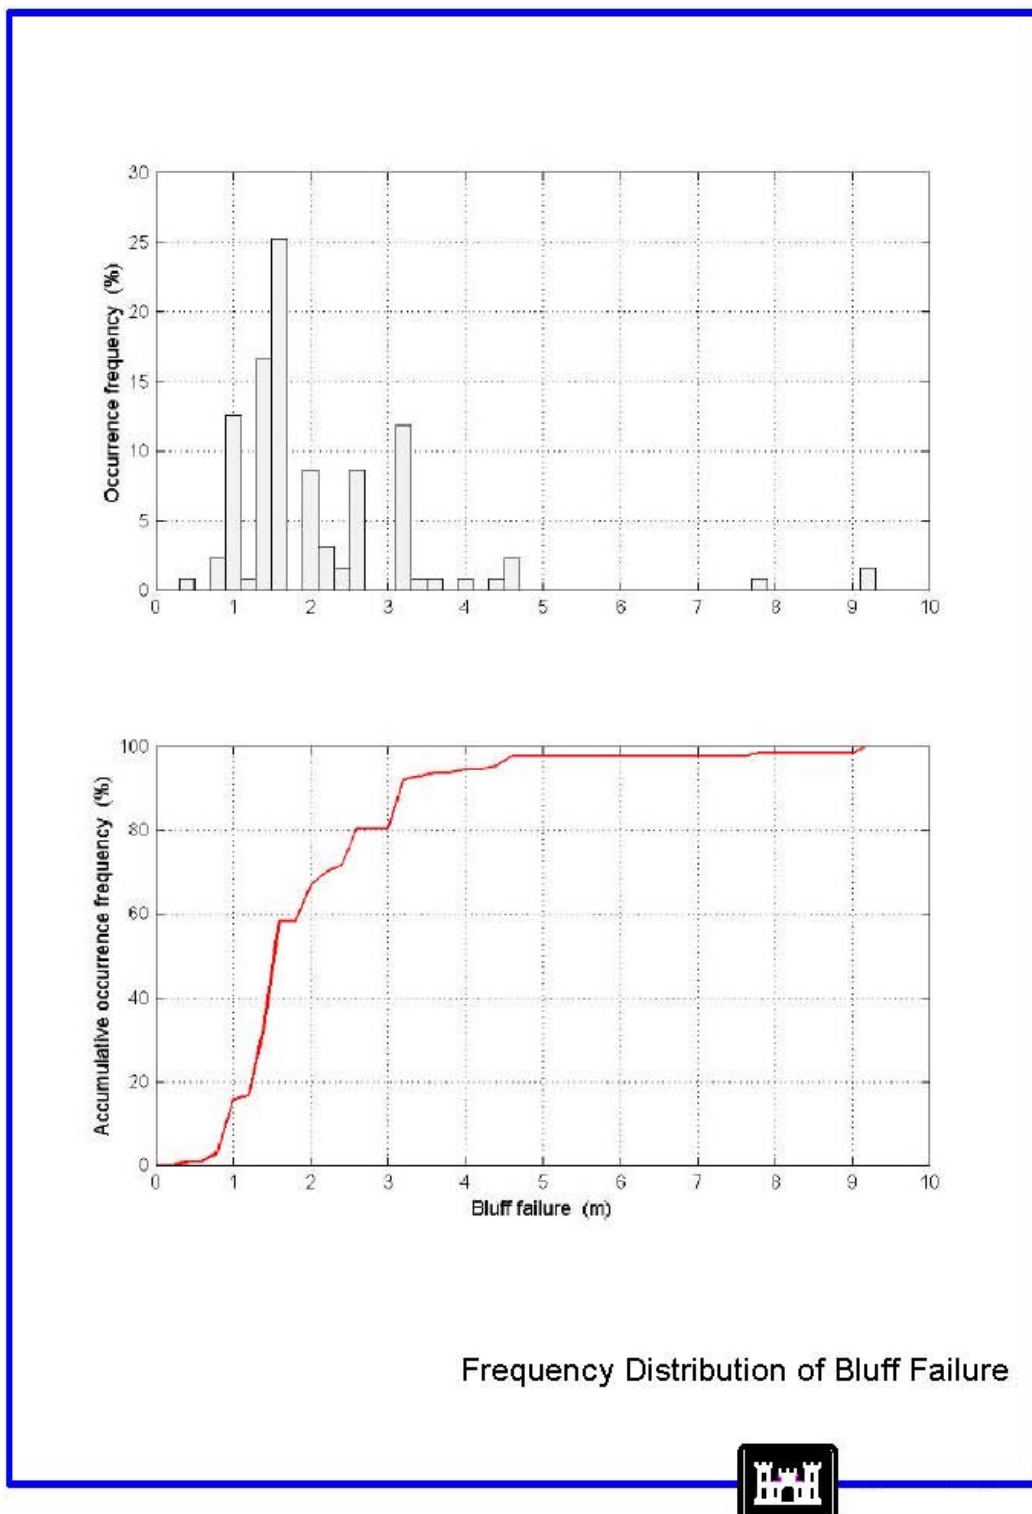 30
25
20
15
10
5
0
Occurrence frequency (%)
0 1 2 3 4 5 6 7 8 9 10
100
80
60
40
20
0
Accumulative occurrence frequency (%)
0 1 2 3 4 5 6 7 8 9 10
Bluff failure (m)
Frequency Distribution of Bluff Failure